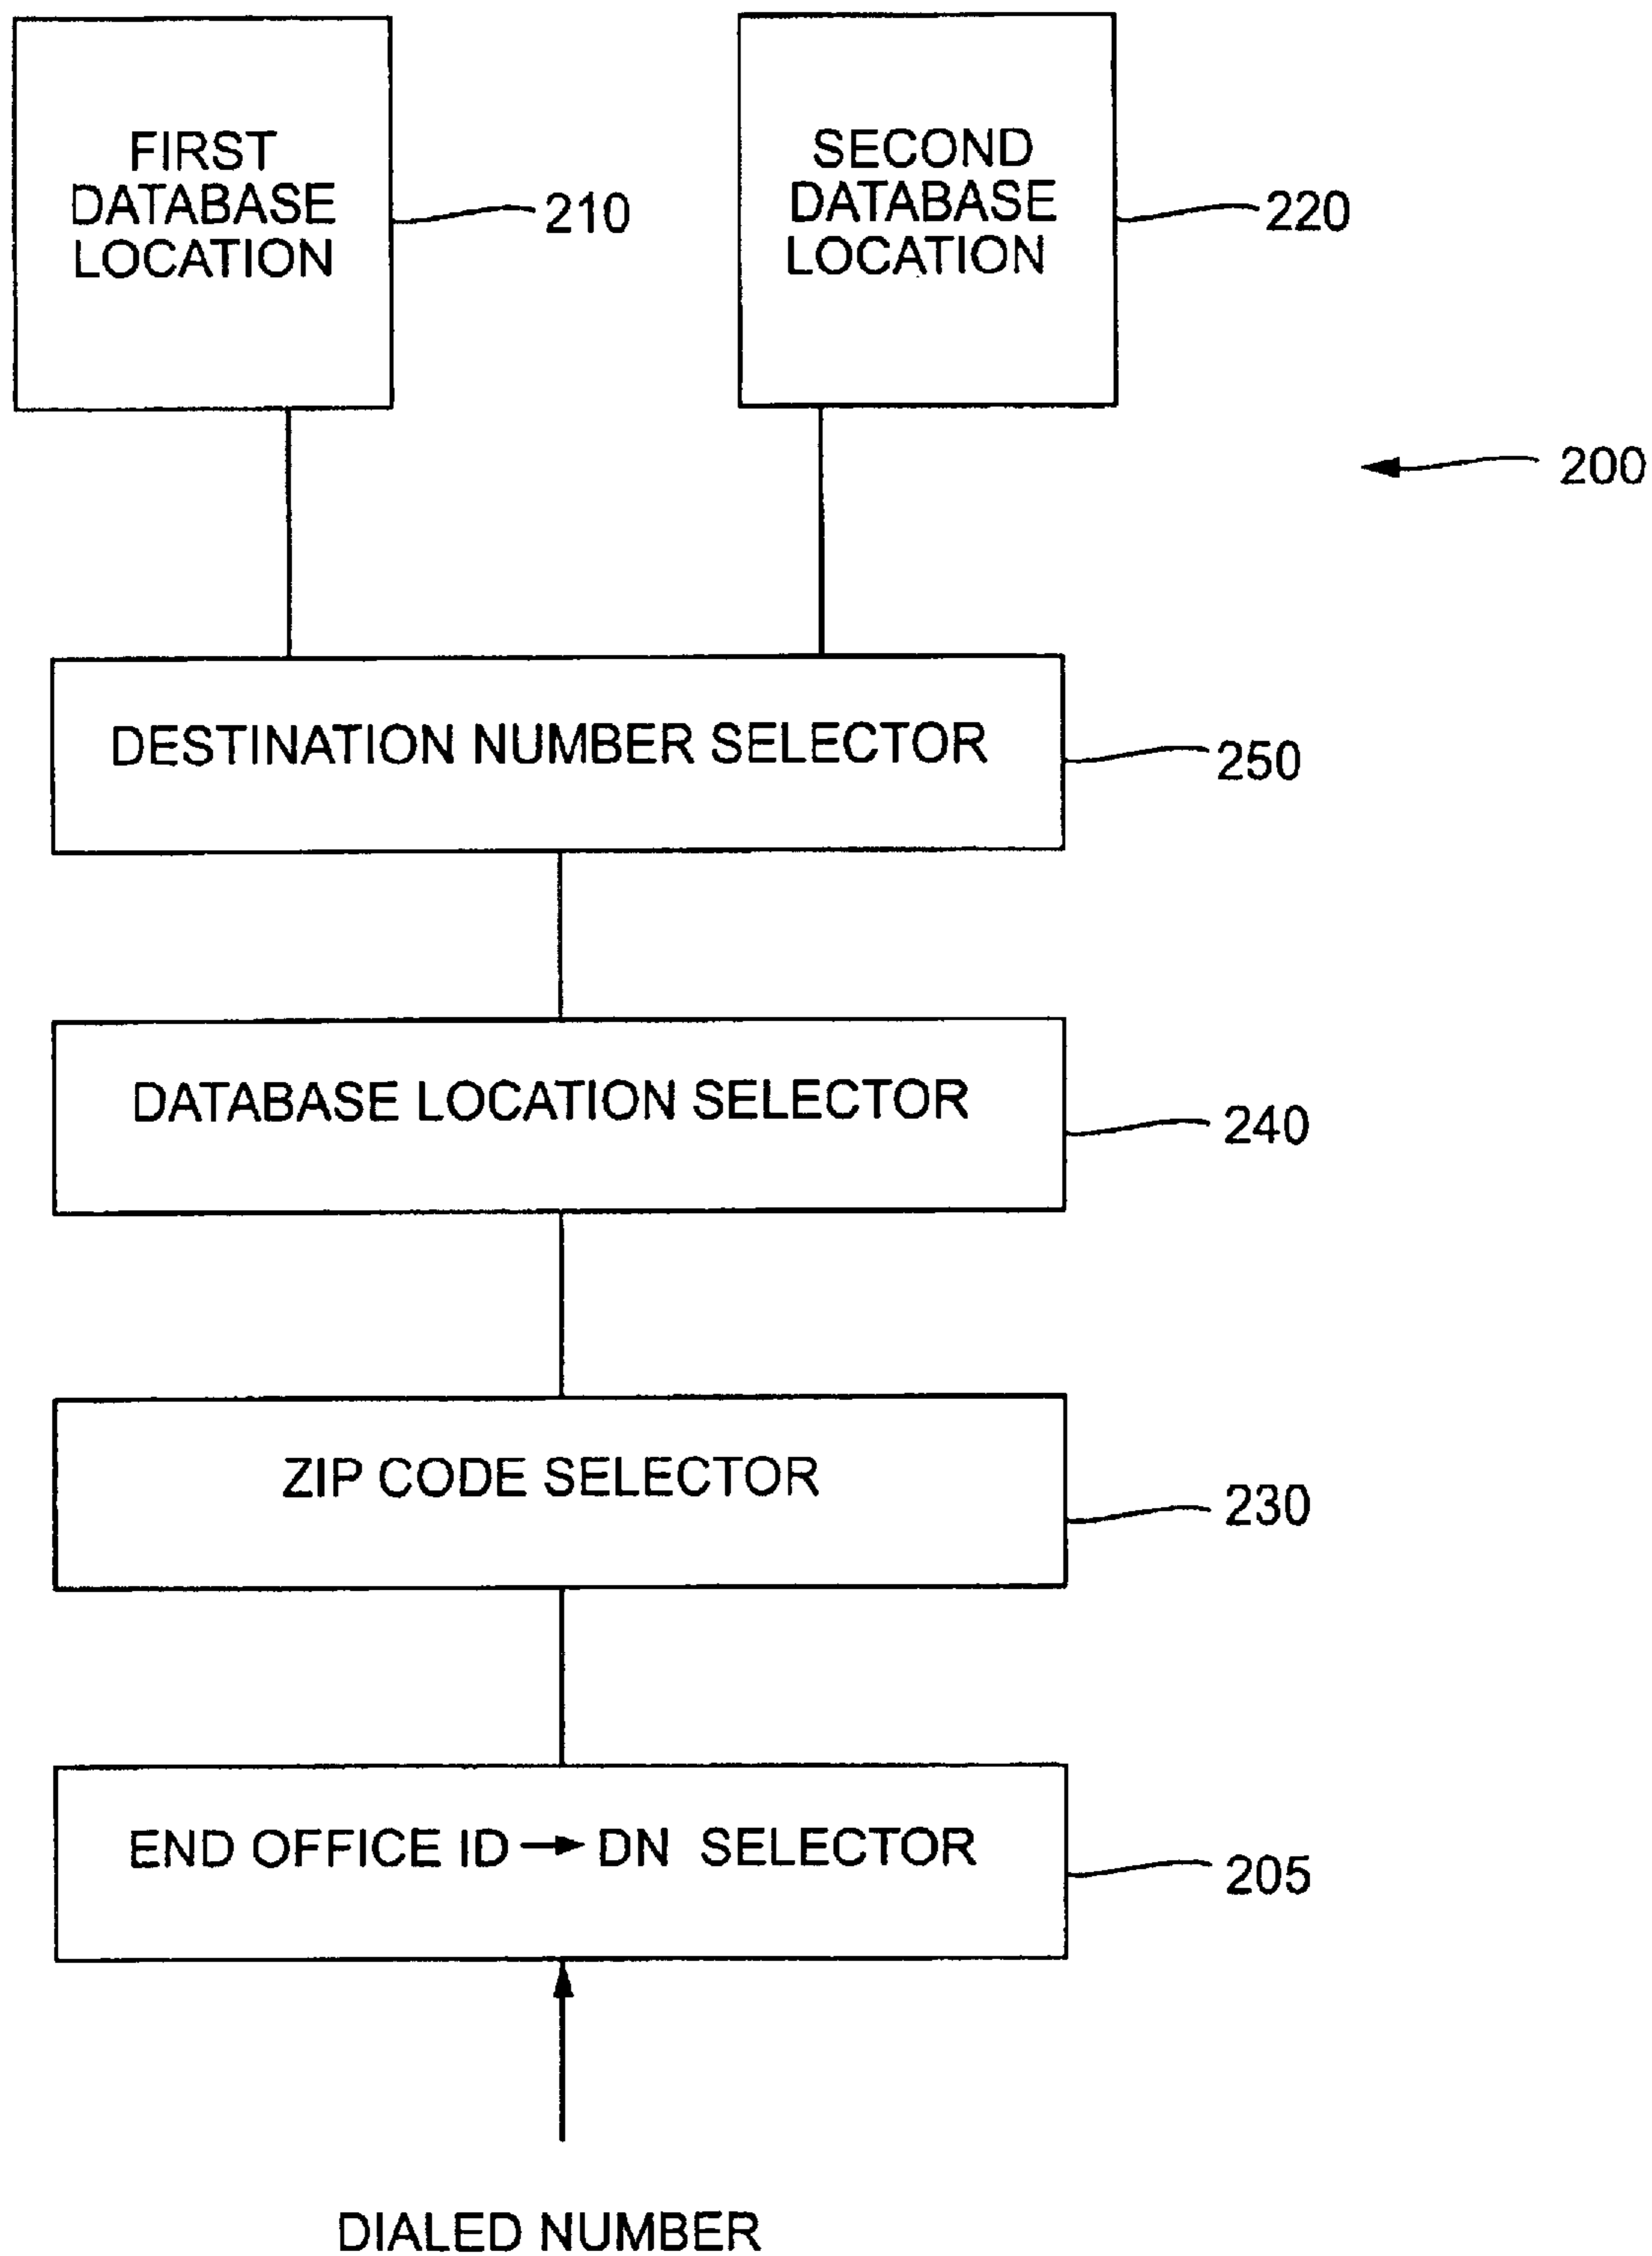 FIRST
DATABASE
LOCATION
210
SECOND
DATABASE
LOCATION
220
200
DESTINATION NUMBER SELECTOR
250
DATABASE LOCATION SELECTOR
240
ZIP CODE SELECTOR
230
END OFFICE ID → DN SELECTOR
205
DIALED NUMBER